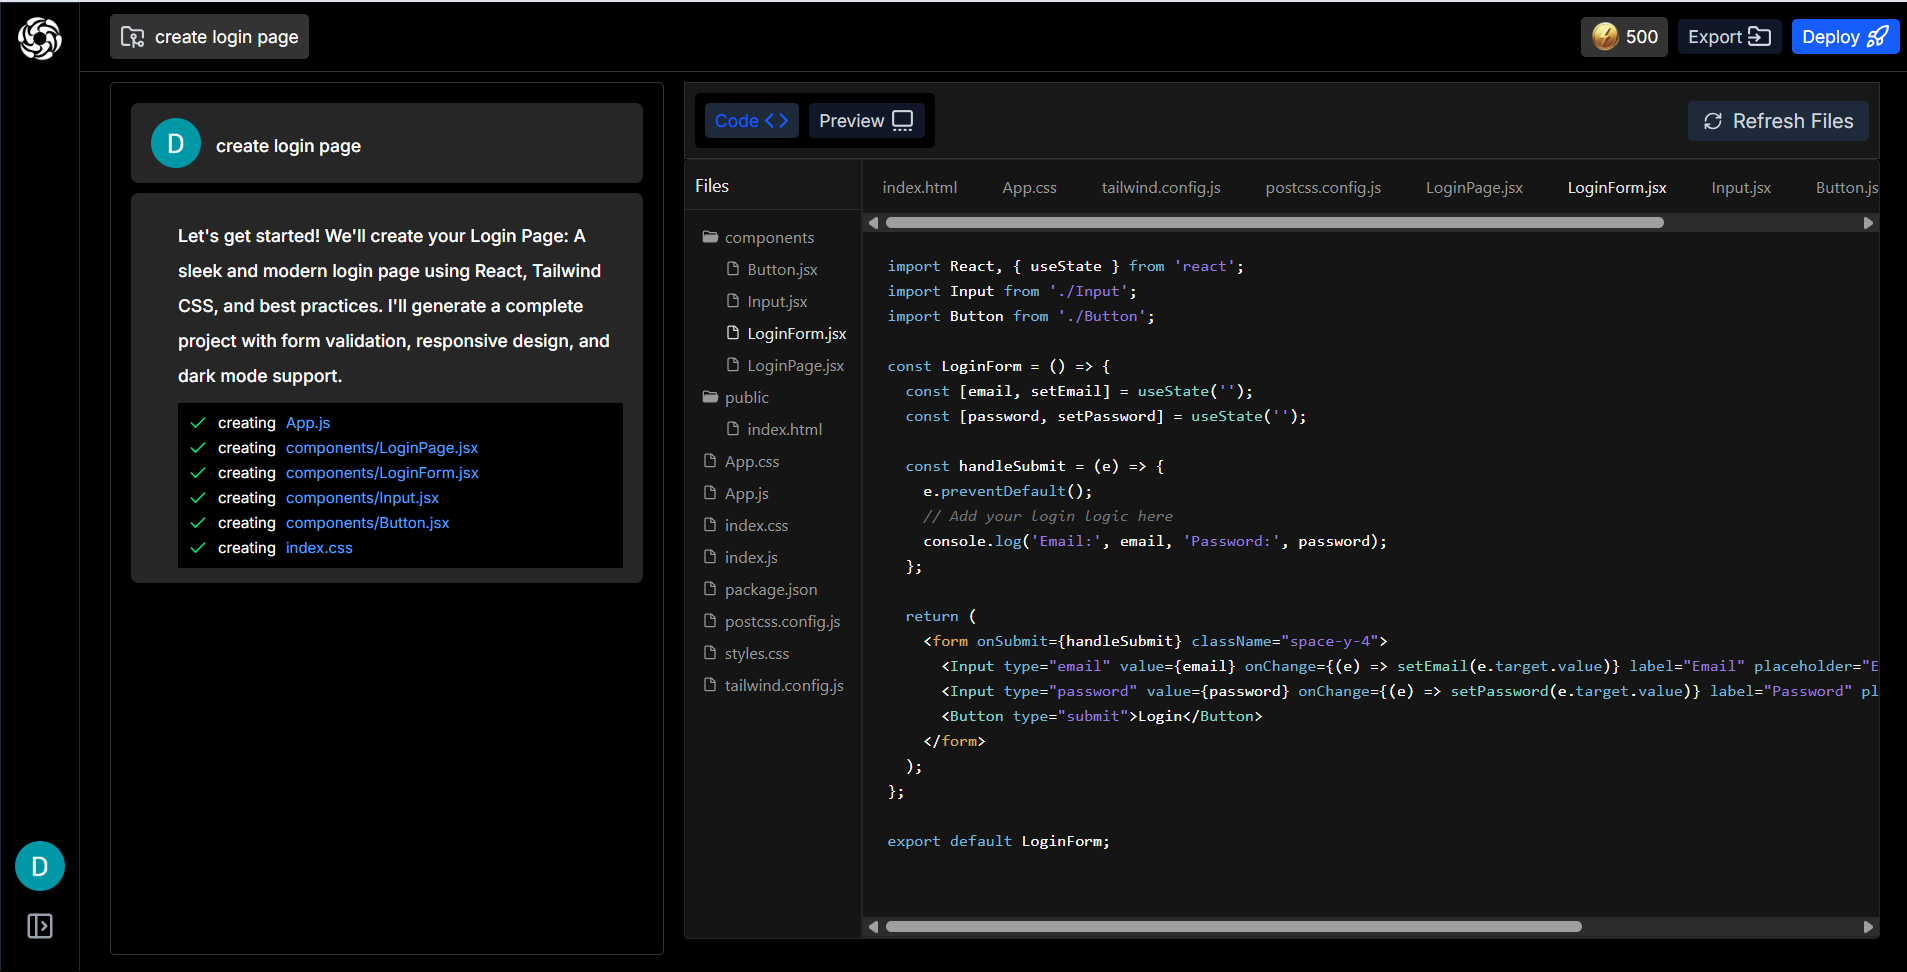 create login page
500
Export
Deploy
D
create login page
Let's get started! We'll create your Login Page: A
sleek and modern login page using React, Tailwind
CSS, and best practices. I'll generate a complete
project with form validation, responsive design, and
dark mode support.
creating App.js
creating components/LoginPage.jsx
creating components/LoginForm.jsx
creating components/Input.jsx
creating components/Button.jsx
creating index.css
D
Code <>
Preview
Refresh Files
Files
components
Button.jsx
Input.jsx
LoginForm.jsx
LoginPage.jsx
public
index.html
App.css
App.js
index.css
index.js
package.json
postcss.config.js
styles.css
tailwind.config.js
index.html App.css tailwind.config.js postcss.config.js LoginPage.jsx LoginForm.jsx Input.jsx Button.js
import React, { useState } from 'react';
import Input from './Input';
import Button from './Button';
const LoginForm = () => {
const [email, setEmail] = useState('');
const [password, setPassword] = useState('');
const handleSubmit = (e) => {
e.preventDefault();
// Add your login logic here
console.log('Email:', email, 'Password:', password);
};
return (
<form onSubmit={handleSubmit} className="space-y-4">
<Input type="email" value={email} onChange={(e) => setEmail(e.target.value)} label="Email" placeholder="E
<Input type="password" value={password} onChange={(e) => setPassword(e.target.value)} label="Password" pl
<Button type="submit">Login</Button>
</form>
);
};
export default LoginForm;